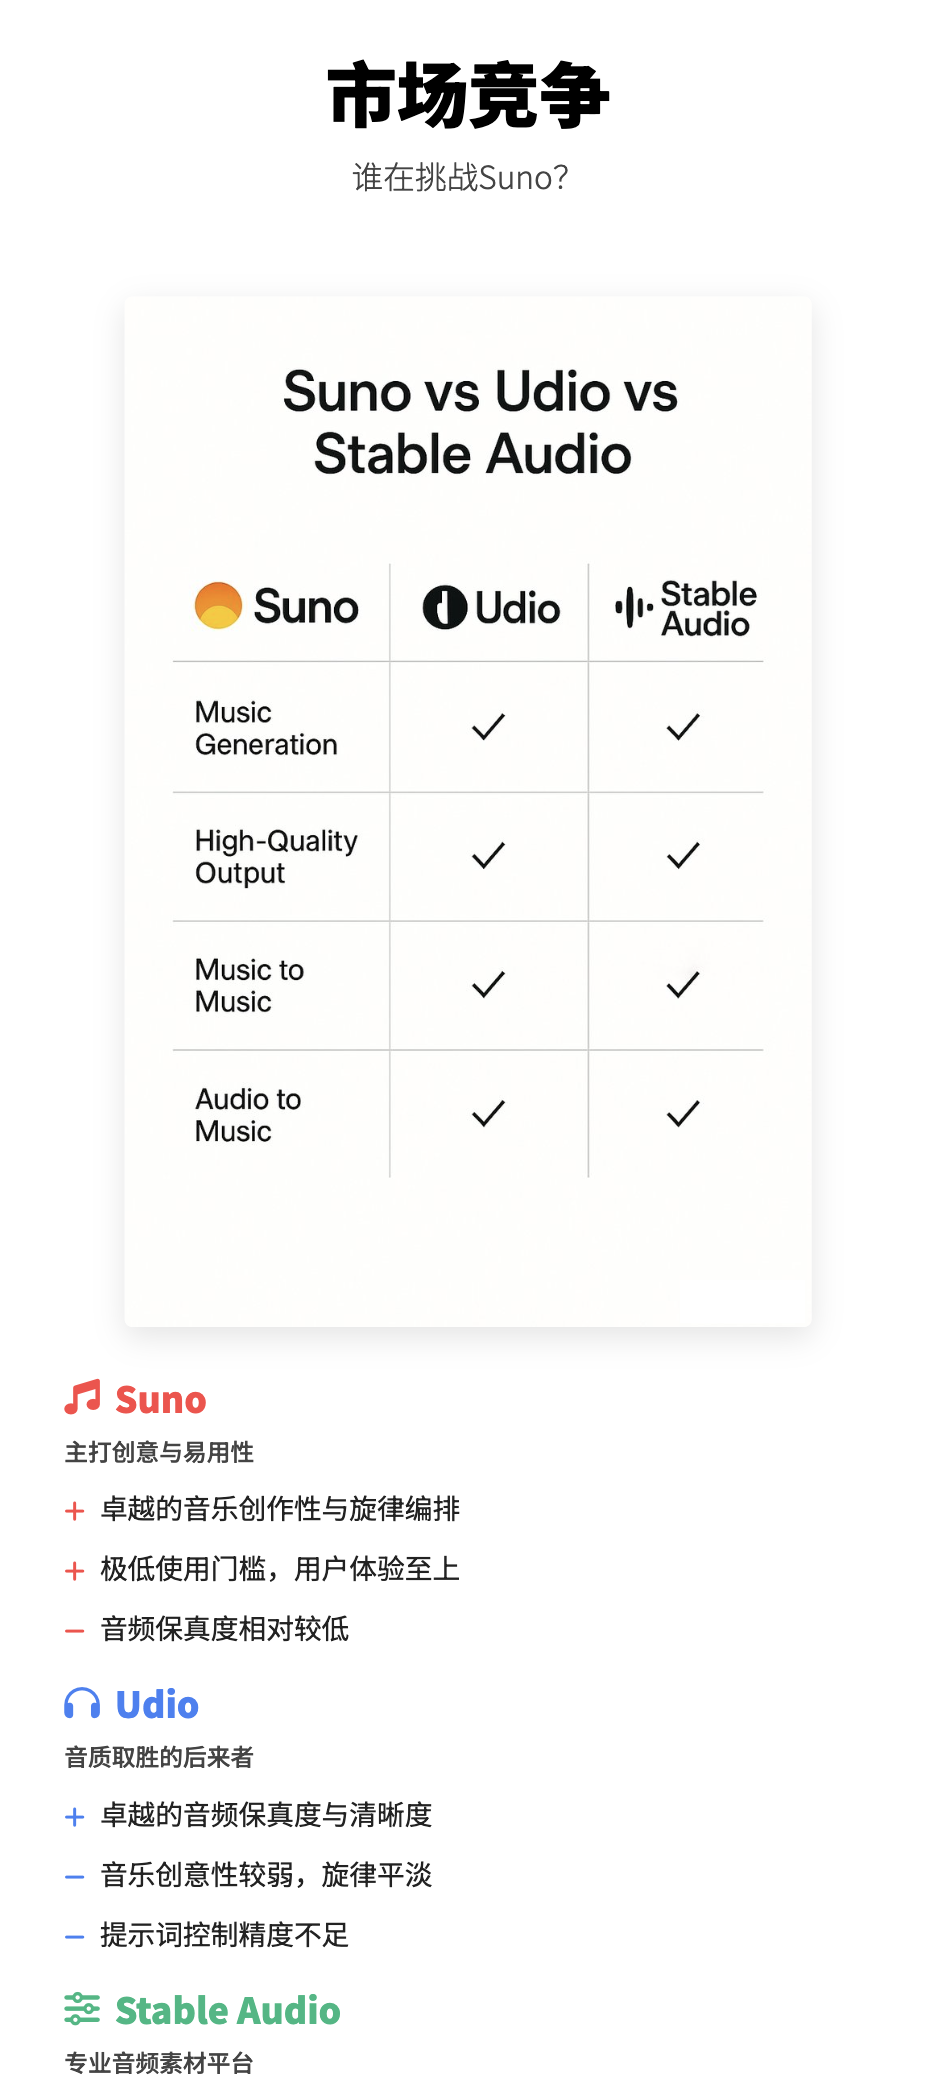 市场竞争
谁在挑战Suno？
Suno vs Udio vs
Stable Audio
Suno
Udio
Stable
Audio
Music
Generation
High-Quality
Output
Music to
Music
Audio to
Music
Suno
主打创意与易用性
+ 卓越的音乐创作性与旋律编排
+ 极低使用门槛，用户体验至上
− 音频保真度相对较低
Udio
音质取胜的后来者
+ 卓越的音频保真度与清晰度
− 音乐创意性较弱，旋律平淡
− 提示词控制精度不足
Stable Audio
专业音频素材平台